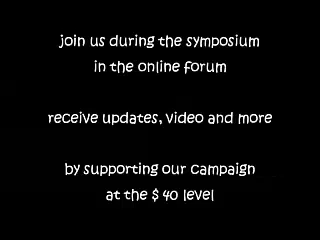 join us during the symposium
in the online forum
receive updates, video and more
by supporting our campaign
at the $ 40 level